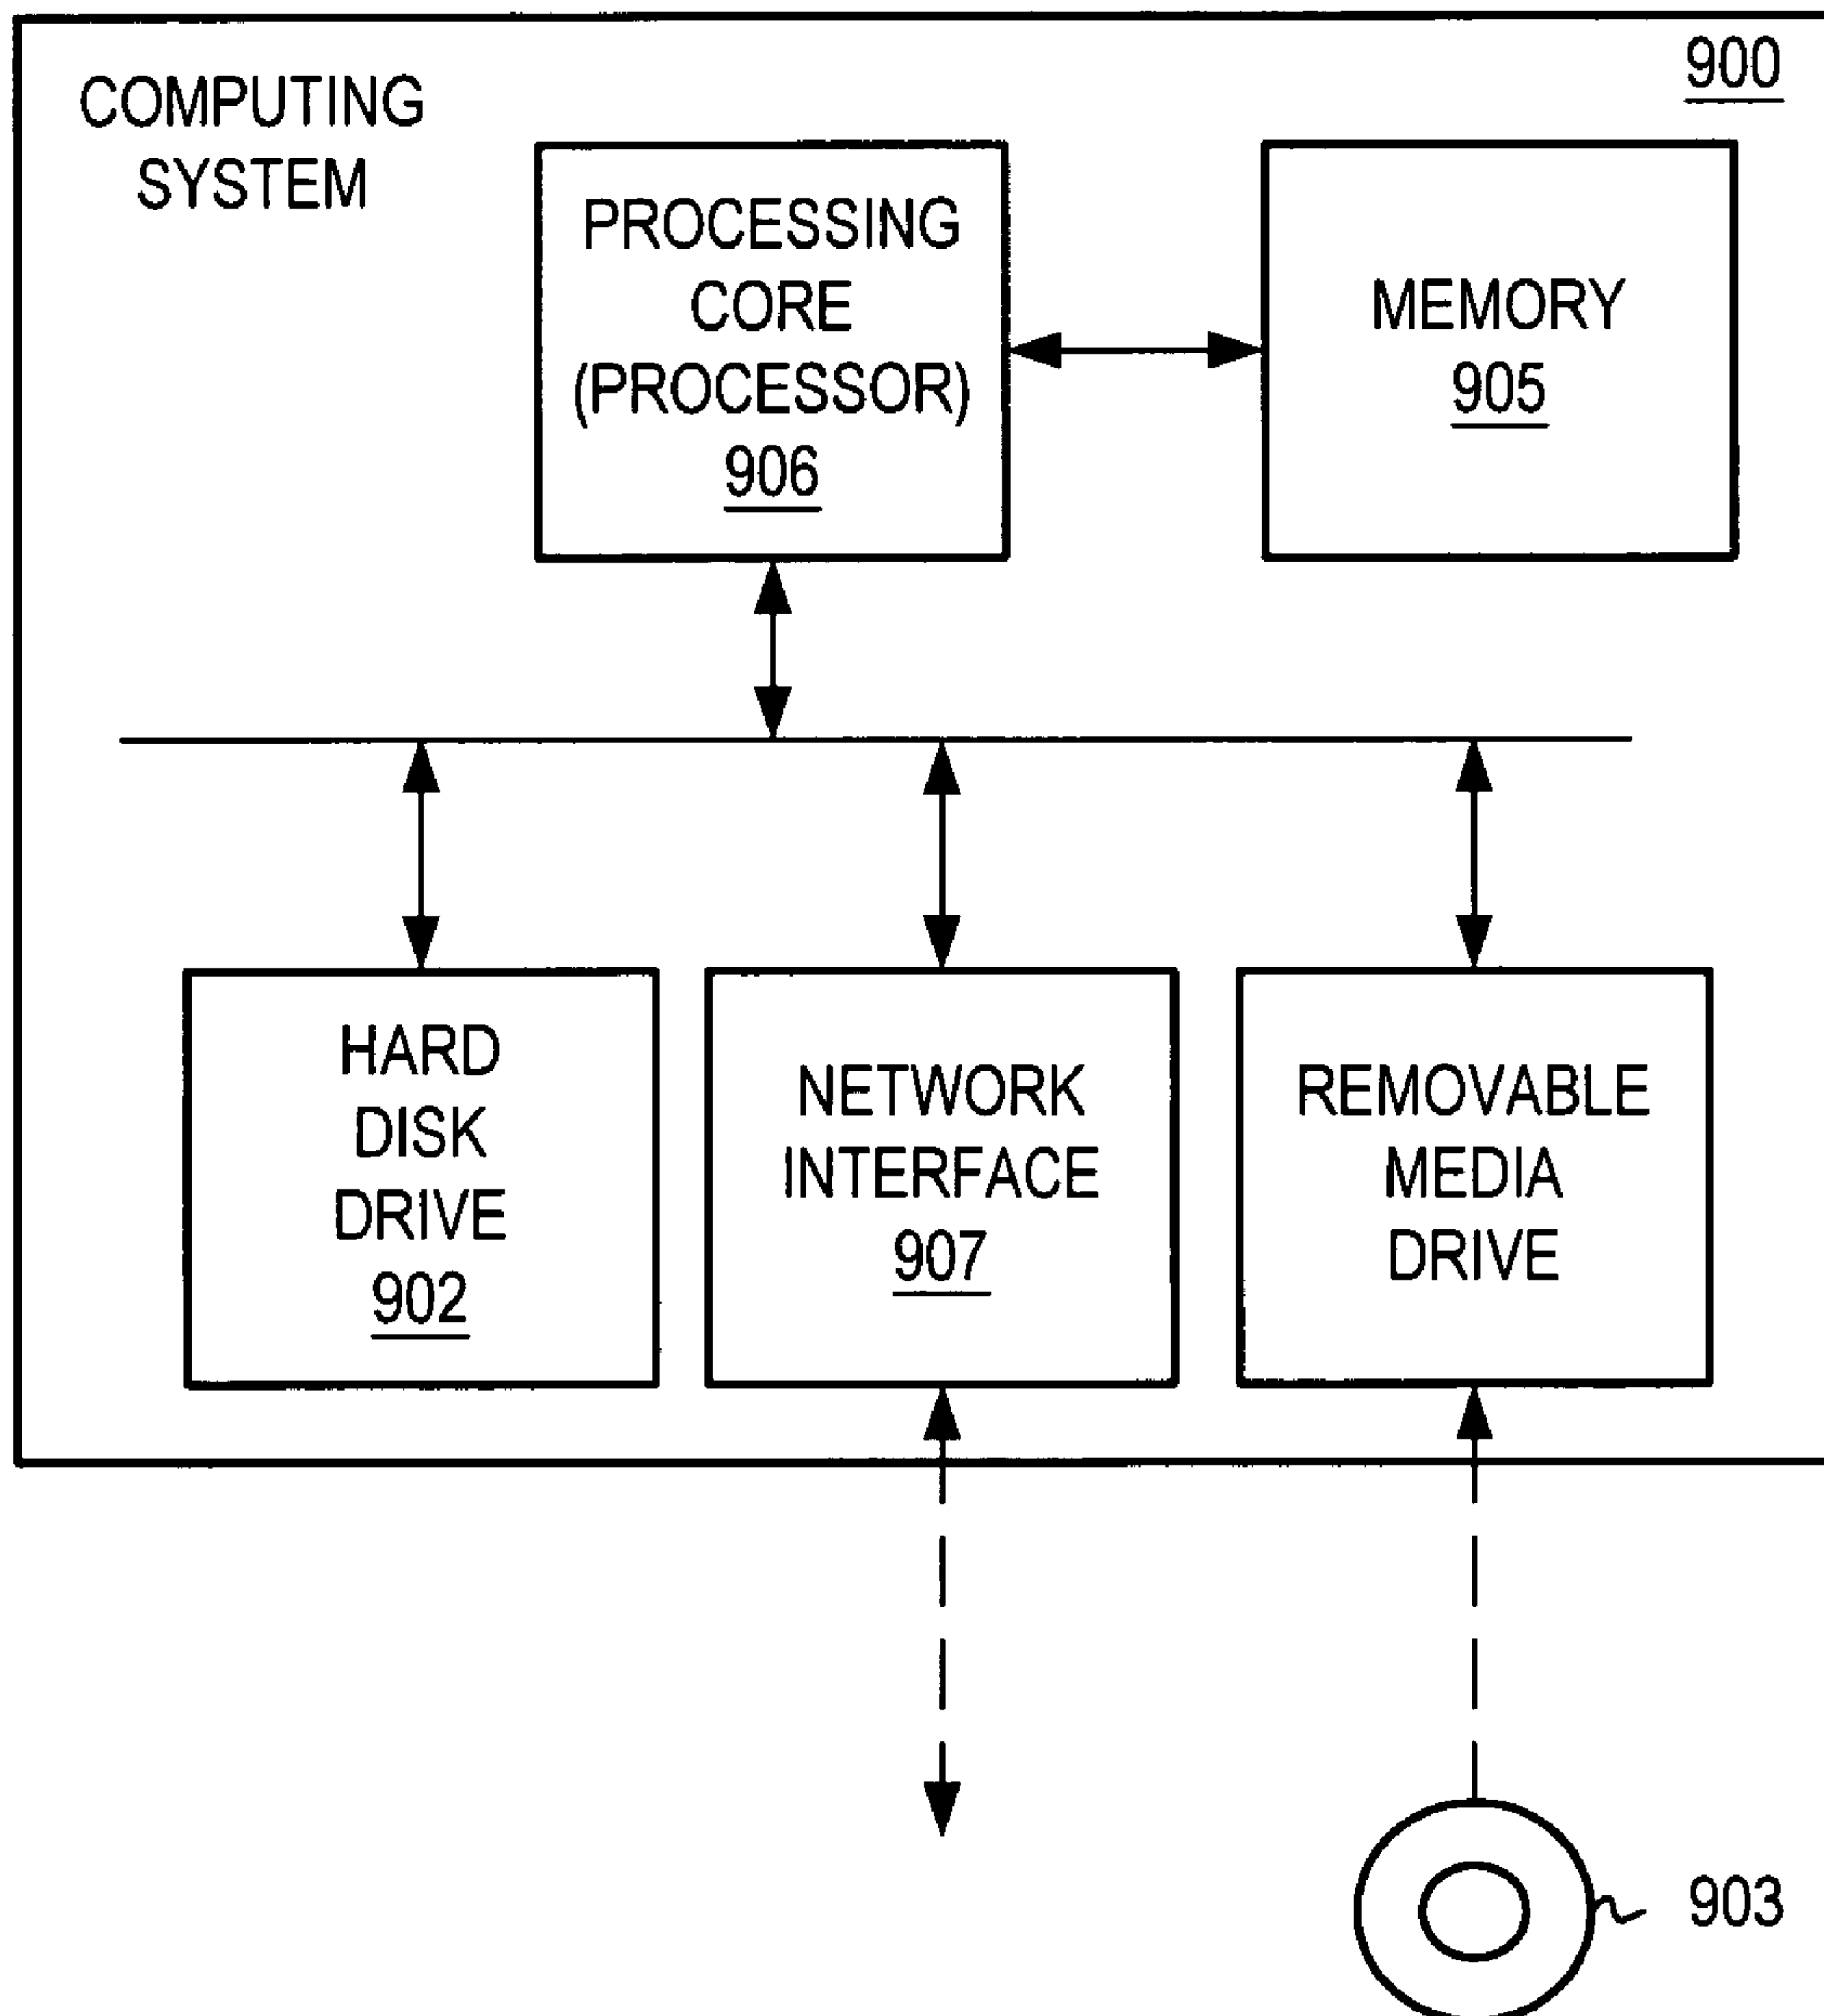 COMPUTING
SYSTEM
900
PROCESSING
CORE
(PROCESSOR)
906
MEMORY
905
HARD
DISK
DRIVE
902
NETWORK
INTERFACE
907
REMOVABLE
MEDIA
DRIVE
903